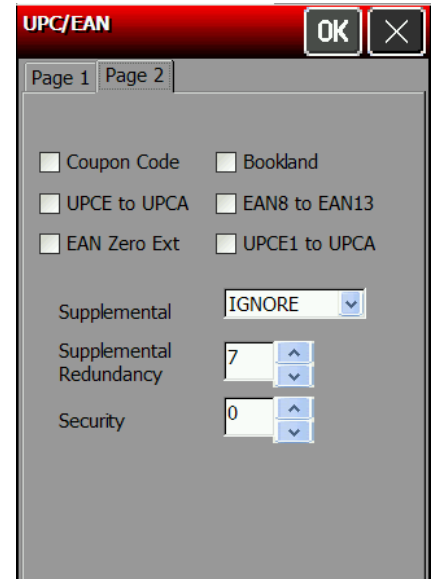 UPC/EAN OK
Page 1 Page 2
Coupon Code Bookland
UPCE to UPCA EAN8 to EAN13
EAN Zero Ext UPCE1 to UPCA
Supplemental IGNORE
Supplemental
Redundancy 7
Security 0